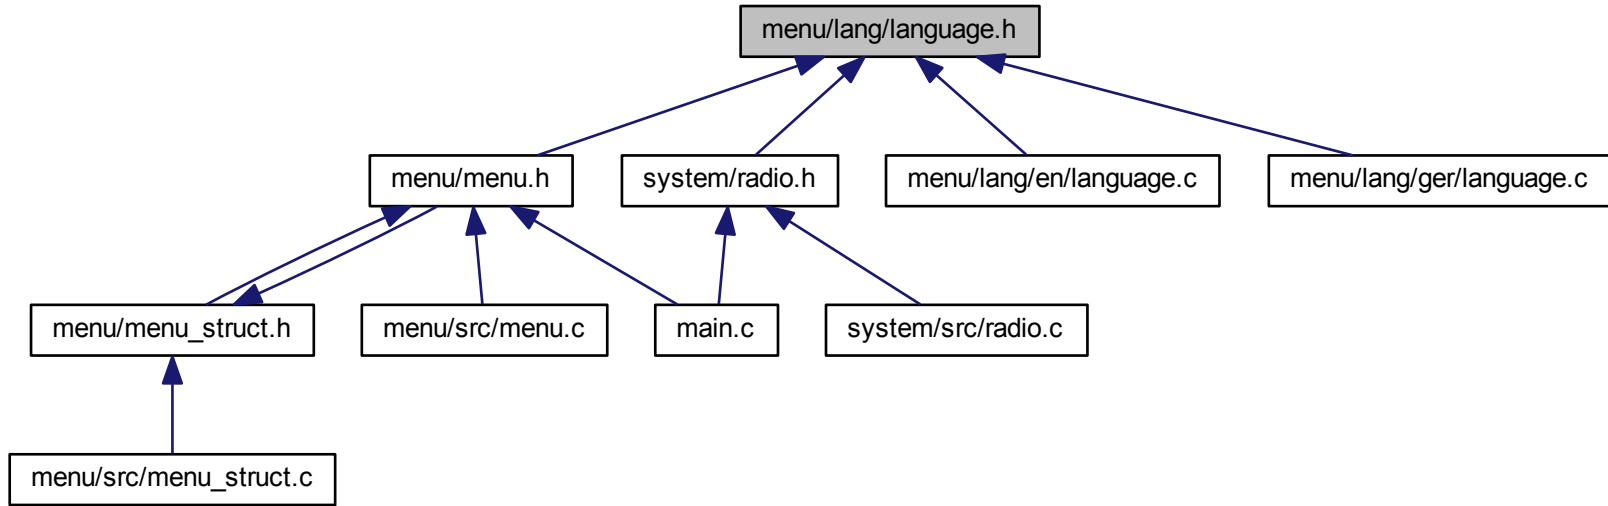 menu/lang/language.h
menu/menu.h
system/radio.h
menu/lang/en/language.c
menu/lang/ger/language.c
menu/menu_struct.h
menu/src/menu.c
main.c
system/src/radio.c
menu/src/menu_struct.c